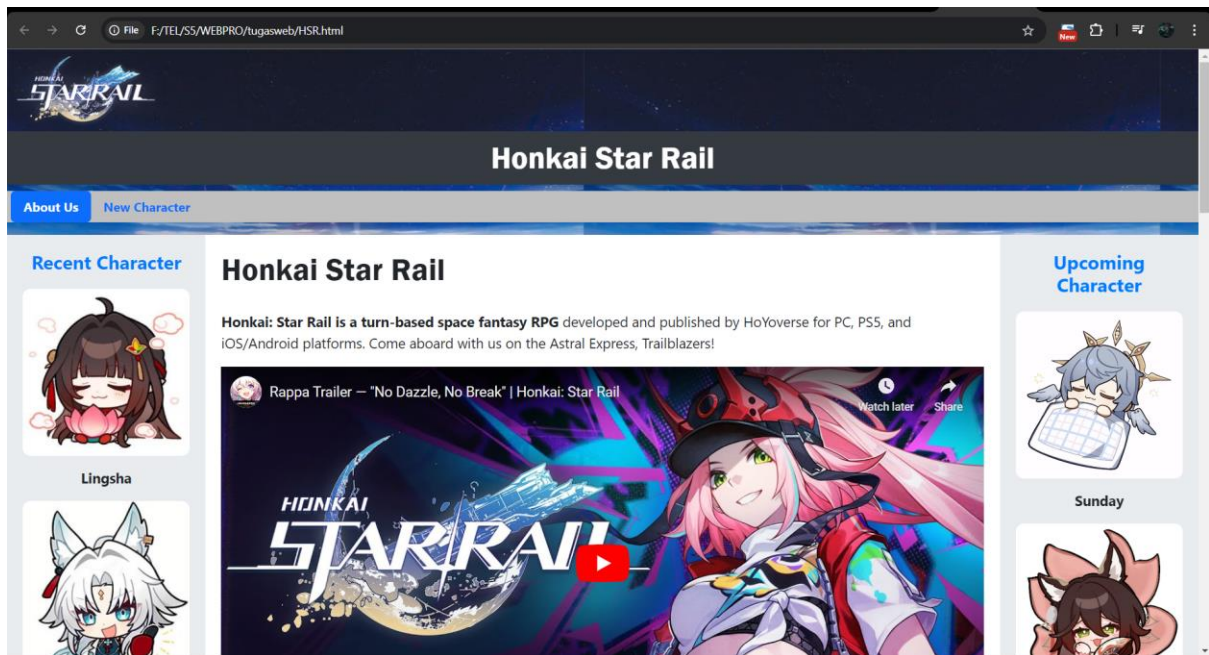 File F:/TEL/S5/WEBPRO/tugasweb/HSR.html
New
HONKAI
STAR RAIL
Honkai Star Rail
About Us New Character
Recent Character
Lingsha
Honkai Star Rail
Honkai: Star Rail is a turn-based space fantasy RPG developed and published by HoYoverse for PC, PS5, and
iOS/Android platforms. Come aboard with us on the Astral Express, Trailblazers!
Rappa Trailer — "No Dazzle, No Break" | Honkai: Star Rail
Watch later Share
HONKAI
STAR RAIL
Upcoming
Character
Sunday